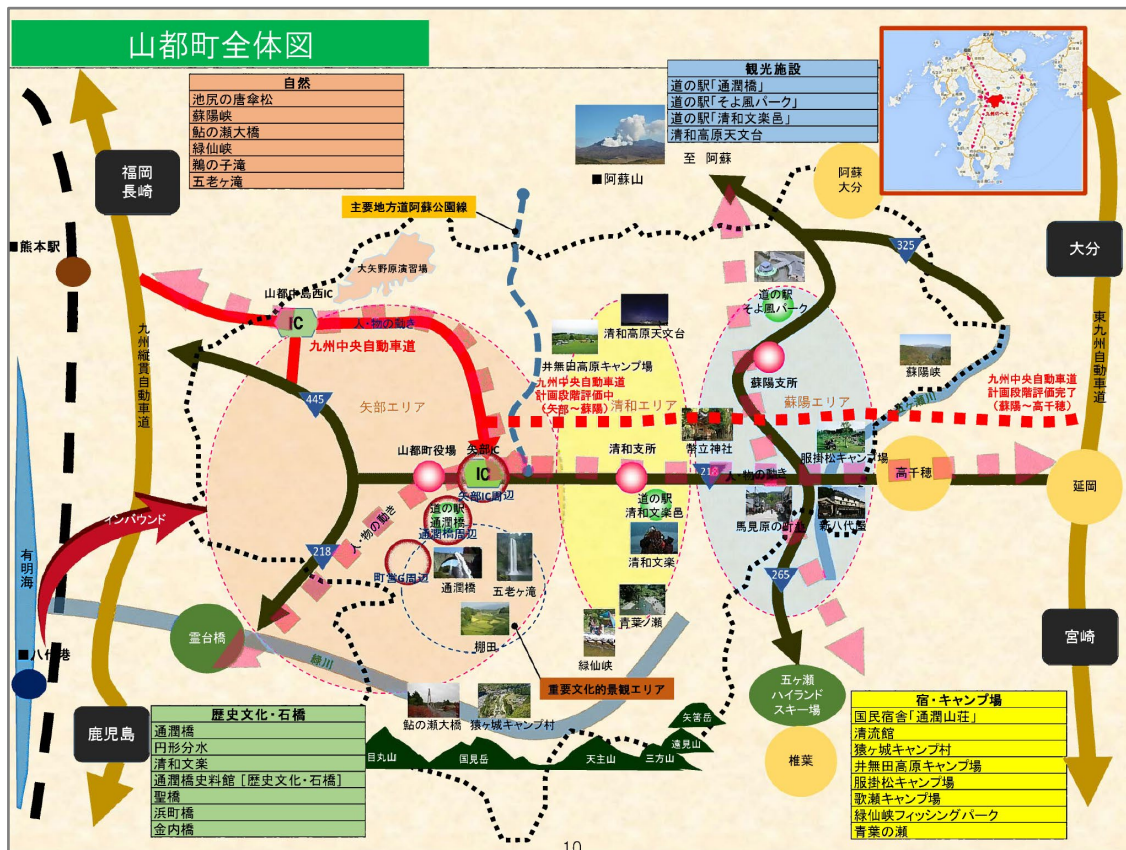 山都町全体図
自然
池尻の唐傘松
蘇陽峡
鮎の瀬大橋
緑仙峡
鵜の子滝
五老ヶ滝
観光施設
道の駅「通潤橋」
道の駅「そよ風パーク」
道の駅「清和文楽邑」
清和高原天文台
九州のへそ
福岡
長崎
■阿蘇山
至 阿蘇
阿蘇
大分
主要地方道阿蘇公園線
大分
■熊本駅
325
大矢野原演習場
山都中島西IC
IC
人・物の動き
九州中央自動車道
道の駅
そよ風パーク
清和高原天文台
井無田高原キャンプ場
蘇陽支所
蘇陽峡
九州縦貫自動車道
東九州自動車道
九州中央自動車道
計画段階評価中
(矢部~蘇陽)
九州中央自動車道
計画段階評価完了
(蘇陽~高千穂)
445
矢部エリア
清和エリア
蘇陽エリア
五ヶ瀬川
山都町役場
矢部IC
IC
矢部IC周辺
清和支所
幣立神社
218
人・物の動き
服掛松キャンプ場
高千穂
延岡
道の駅
通潤橋
通潤橋周辺
道の駅
清和文楽邑
馬見原の町並
新八代屋
インバウンド
人・物の動き
218
町営G周辺
通潤橋
五老ヶ滝
清和文楽
265
有明海
棚田
青葉ノ瀬
緑仙峡
霊台橋
緑川
宮崎
■八代港
重要文化的景観エリア
五ヶ瀬
ハイランド
スキー場
鮎の瀬大橋
猿ヶ城キャンプ村
鹿児島
目丸山
国見岳
天主山
三方山
遠見山
矢筈岳
椎葉
歴史文化・石橋
通潤橋
円形分水
清和文楽
通潤橋史料館 [歴史文化・石橋]
聖橋
浜町橋
金内橋
宿・キャンプ場
国民宿舎「通潤山荘」
清流館
猿ヶ城キャンプ村
井無田高原キャンプ場
服掛松キャンプ場
歌瀬キャンプ場
緑仙峡フィッシングパーク
青葉の瀬
10